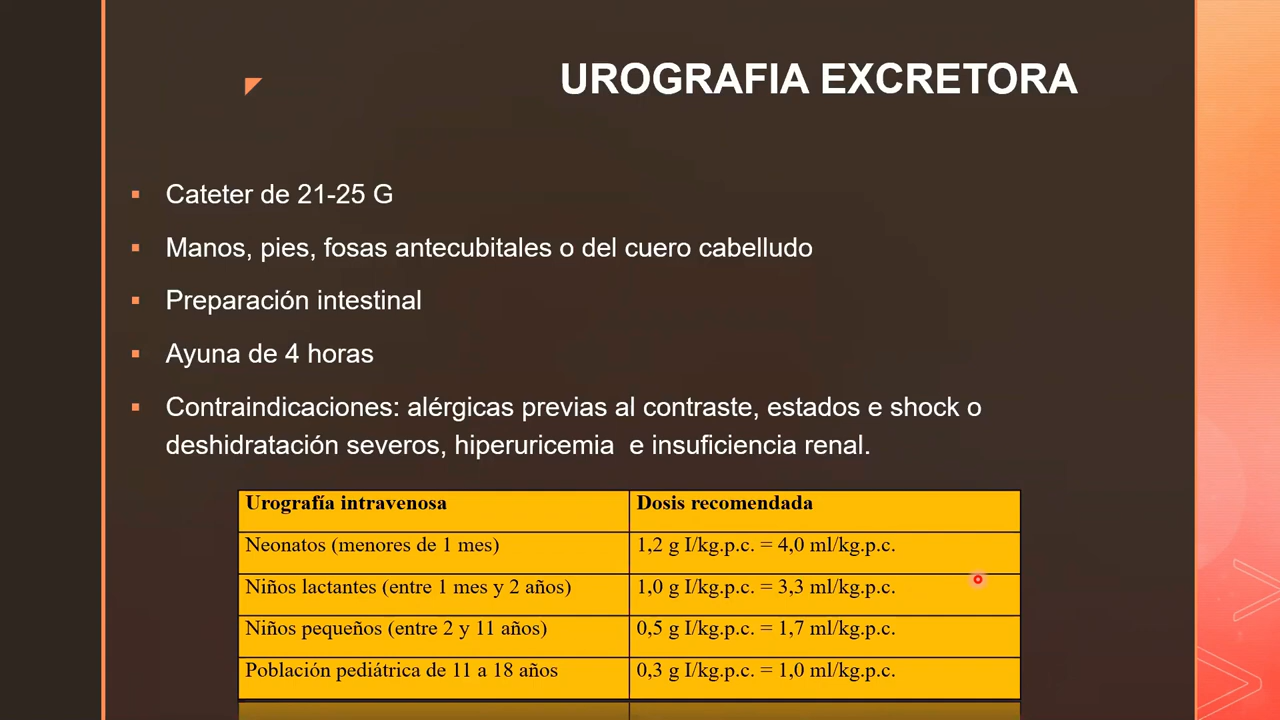 UROGRAFIA EXCRETORA
▪ Cateter de 21-25 G
▪ Manos, pies, fosas antecubitales o del cuero cabelludo
▪ Preparación intestinal
▪ Ayuna de 4 horas
▪ Contraindicaciones: alérgicas previas al contraste, estados e shock o
deshidratación severos, hiperuricemia e insuficiencia renal.
Urografía intravenosa Dosis recomendada
Neonatos (menores de 1 mes) 1,2 g I/kg.p.c. = 4,0 ml/kg.p.c.
Niños lactantes (entre 1 mes y 2 años) 1,0 g I/kg.p.c. = 3,3 ml/kg.p.c.
Niños pequeños (entre 2 y 11 años) 0,5 g I/kg.p.c. = 1,7 ml/kg.p.c.
Población pediátrica de 11 a 18 años 0,3 g I/kg.p.c. = 1,0 ml/kg.p.c.